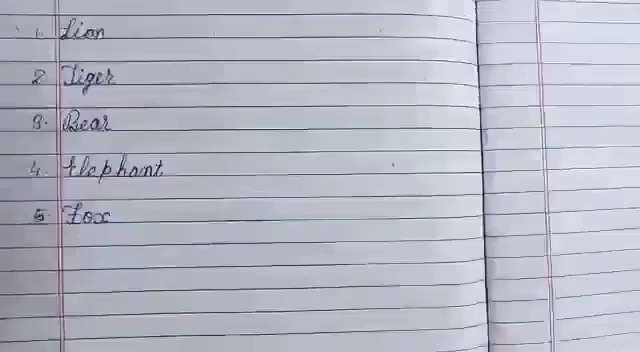 1. Lion
2. Tiger
3. Bear
4. Elephant
5. Fox